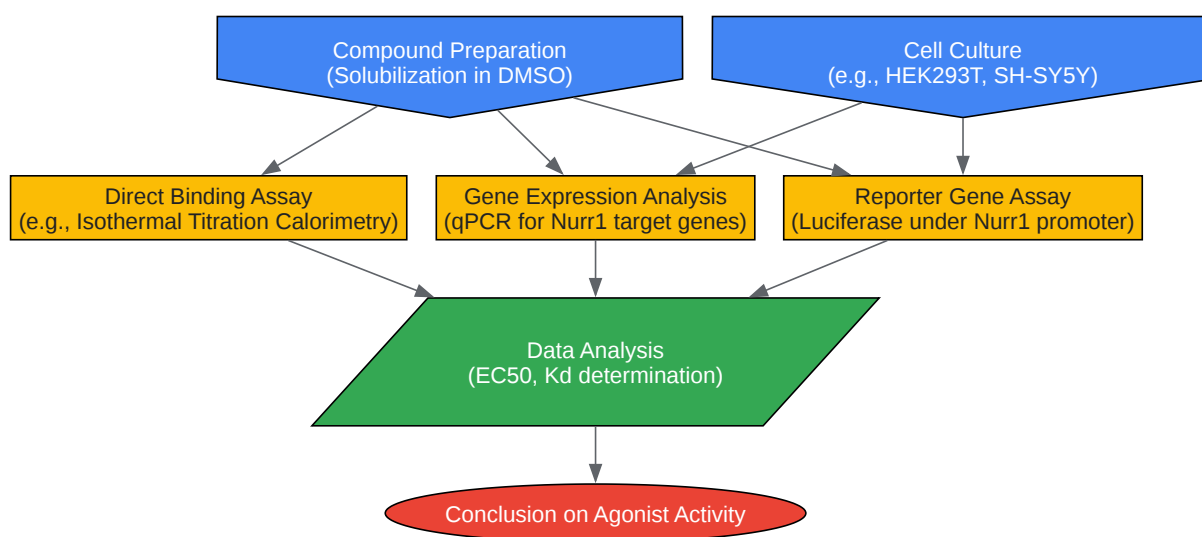 Compound Preparation
(Solubilization in DMSO)
Cell Culture
(e.g., HEK293T, SH-SY5Y)
Direct Binding Assay
(e.g., Isothermal Titration Calorimetry)
Gene Expression Analysis
(qPCR for Nurr1 target genes)
Reporter Gene Assay
(Luciferase under Nurr1 promoter)
Data Analysis
(EC50, Kd determination)
Conclusion on Agonist Activity